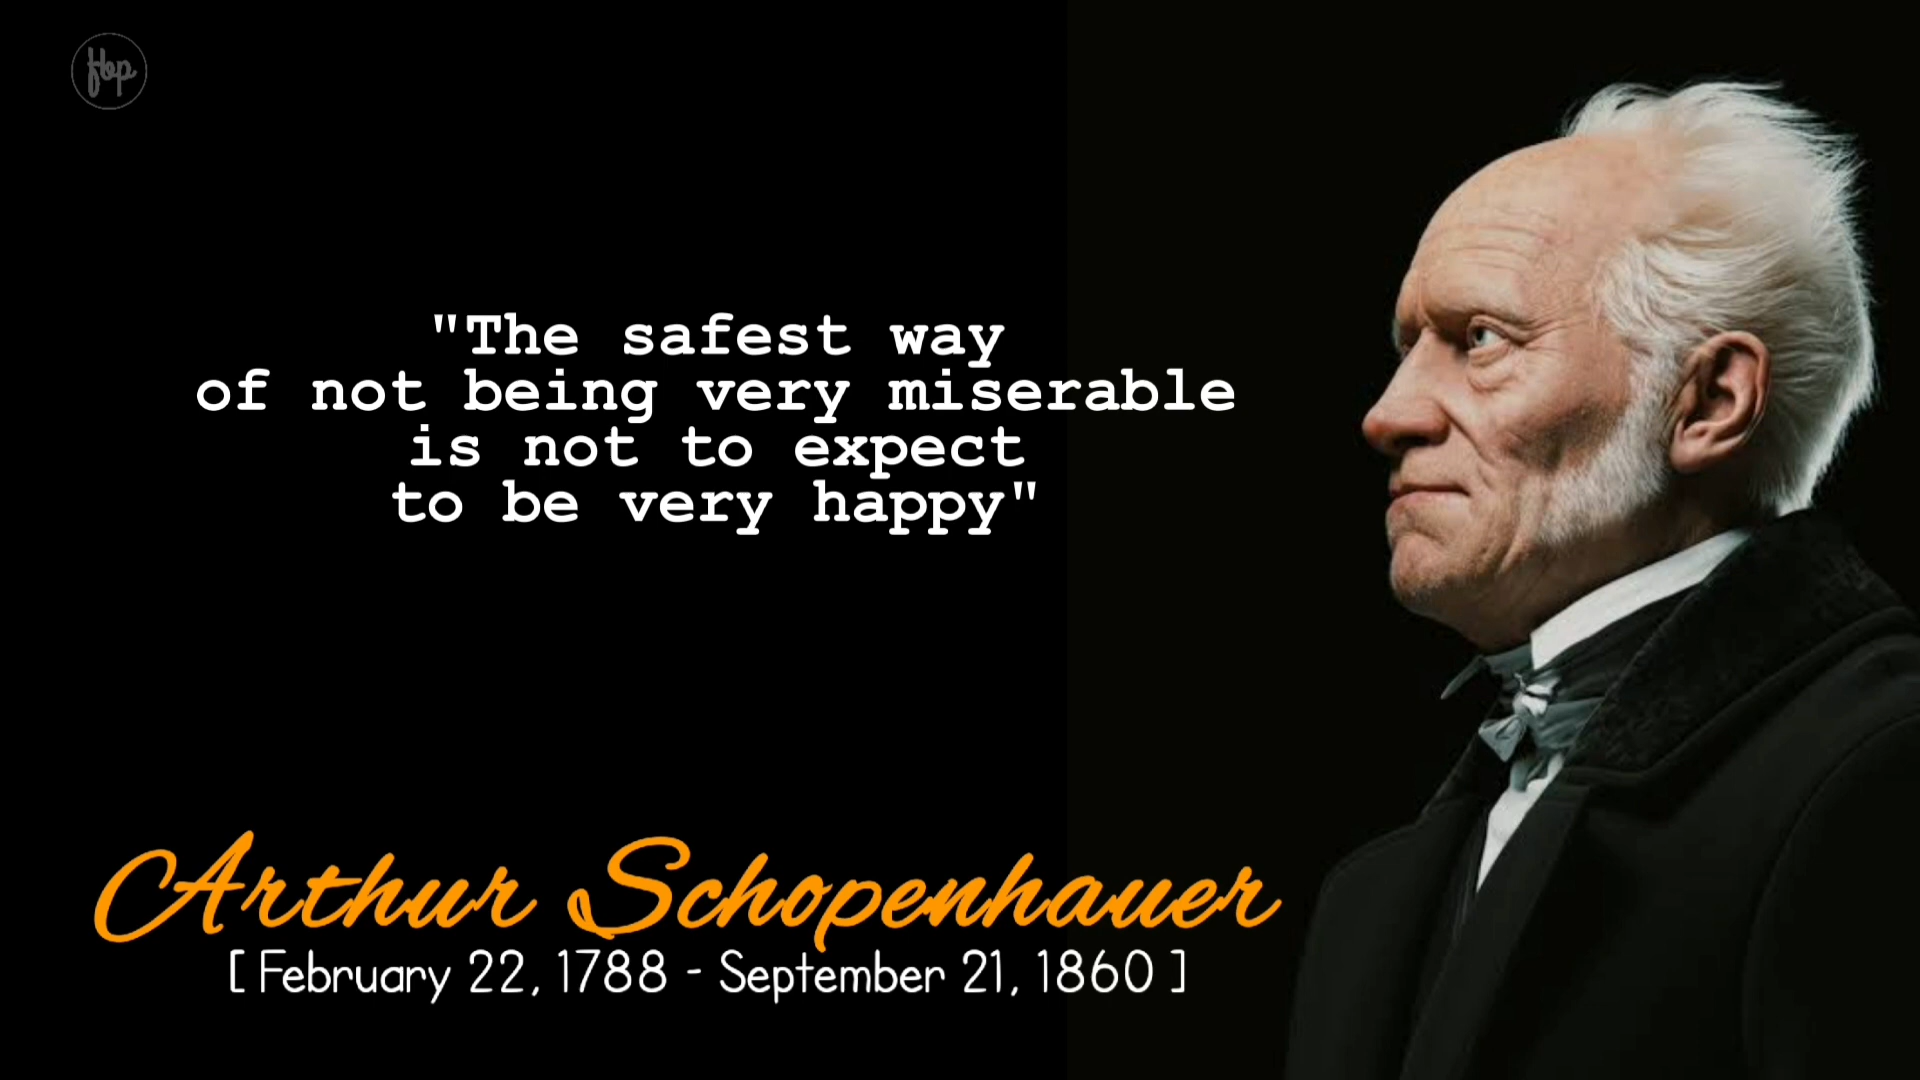 fbp
"The safest way
of not being very miserable
is not to expect
to be very happy"
Arthur Schopenhauer
[ February 22, 1788 - September 21, 1860 ]